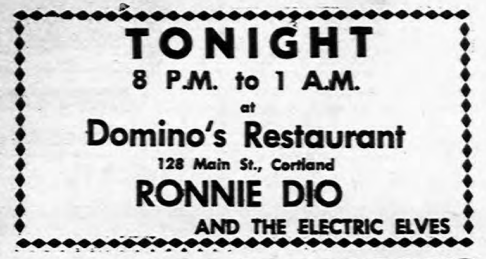 TONIGHT
8 P.M. to 1 A.M.
at
Domino's Restaurant
128 Main St., Cortland
RONNIE DIO
AND THE ELECTRIC ELVES